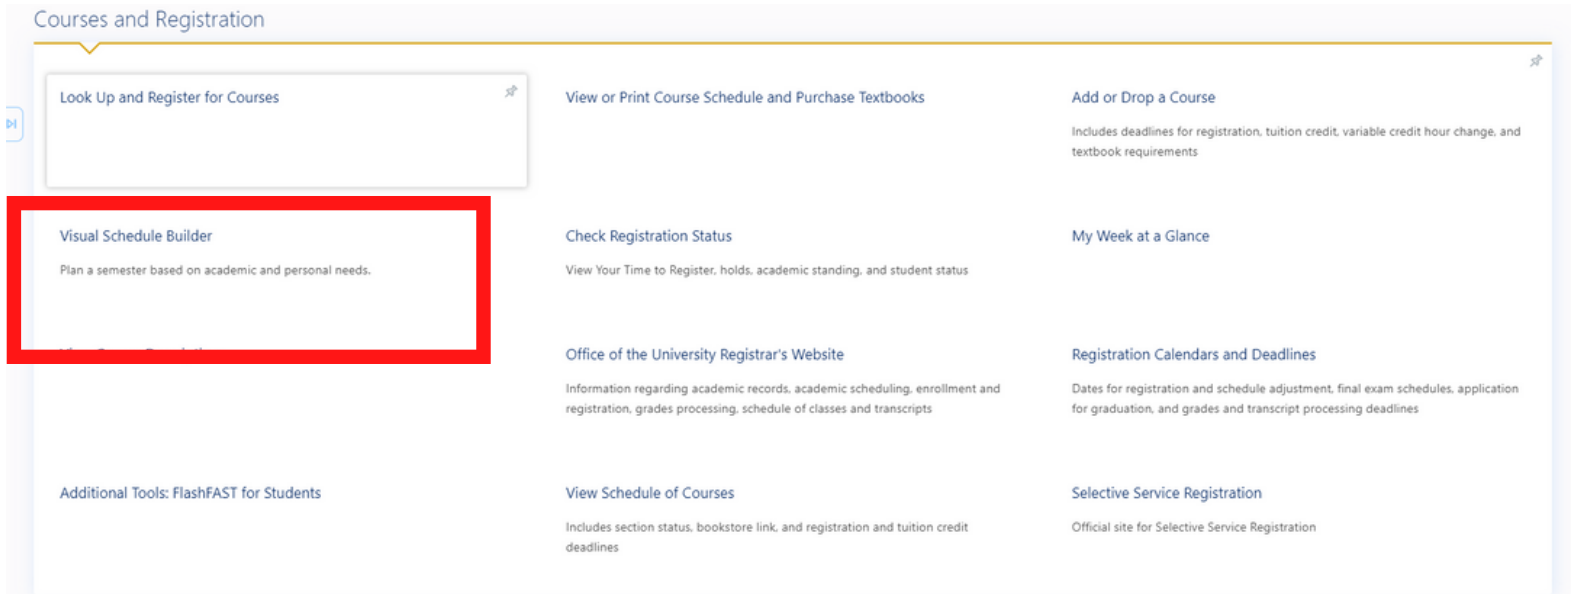 Courses and Registration
Look Up and Register for Courses
View or Print Course Schedule and Purchase Textbooks
Add or Drop a Course
Includes deadlines for registration, tuition credit, variable credit hour change, and
textbook requirements
Visual Schedule Builder
Plan a semester based on academic and personal needs.
Check Registration Status
View Your Time to Register, holds, academic standing, and student status
My Week at a Glance
Office of the University Registrar's Website
Information regarding academic records, academic scheduling, enrollment and
registration, grades processing, schedule of classes and transcripts
Registration Calendars and Deadlines
Dates for registration and schedule adjustment, final exam schedules, application
for graduation, and grades and transcript processing deadlines
Additional Tools: FlashFAST for Students
View Schedule of Courses
Includes section status, bookstore link, and registration and tuition credit
deadlines
Selective Service Registration
Official site for Selective Service Registration